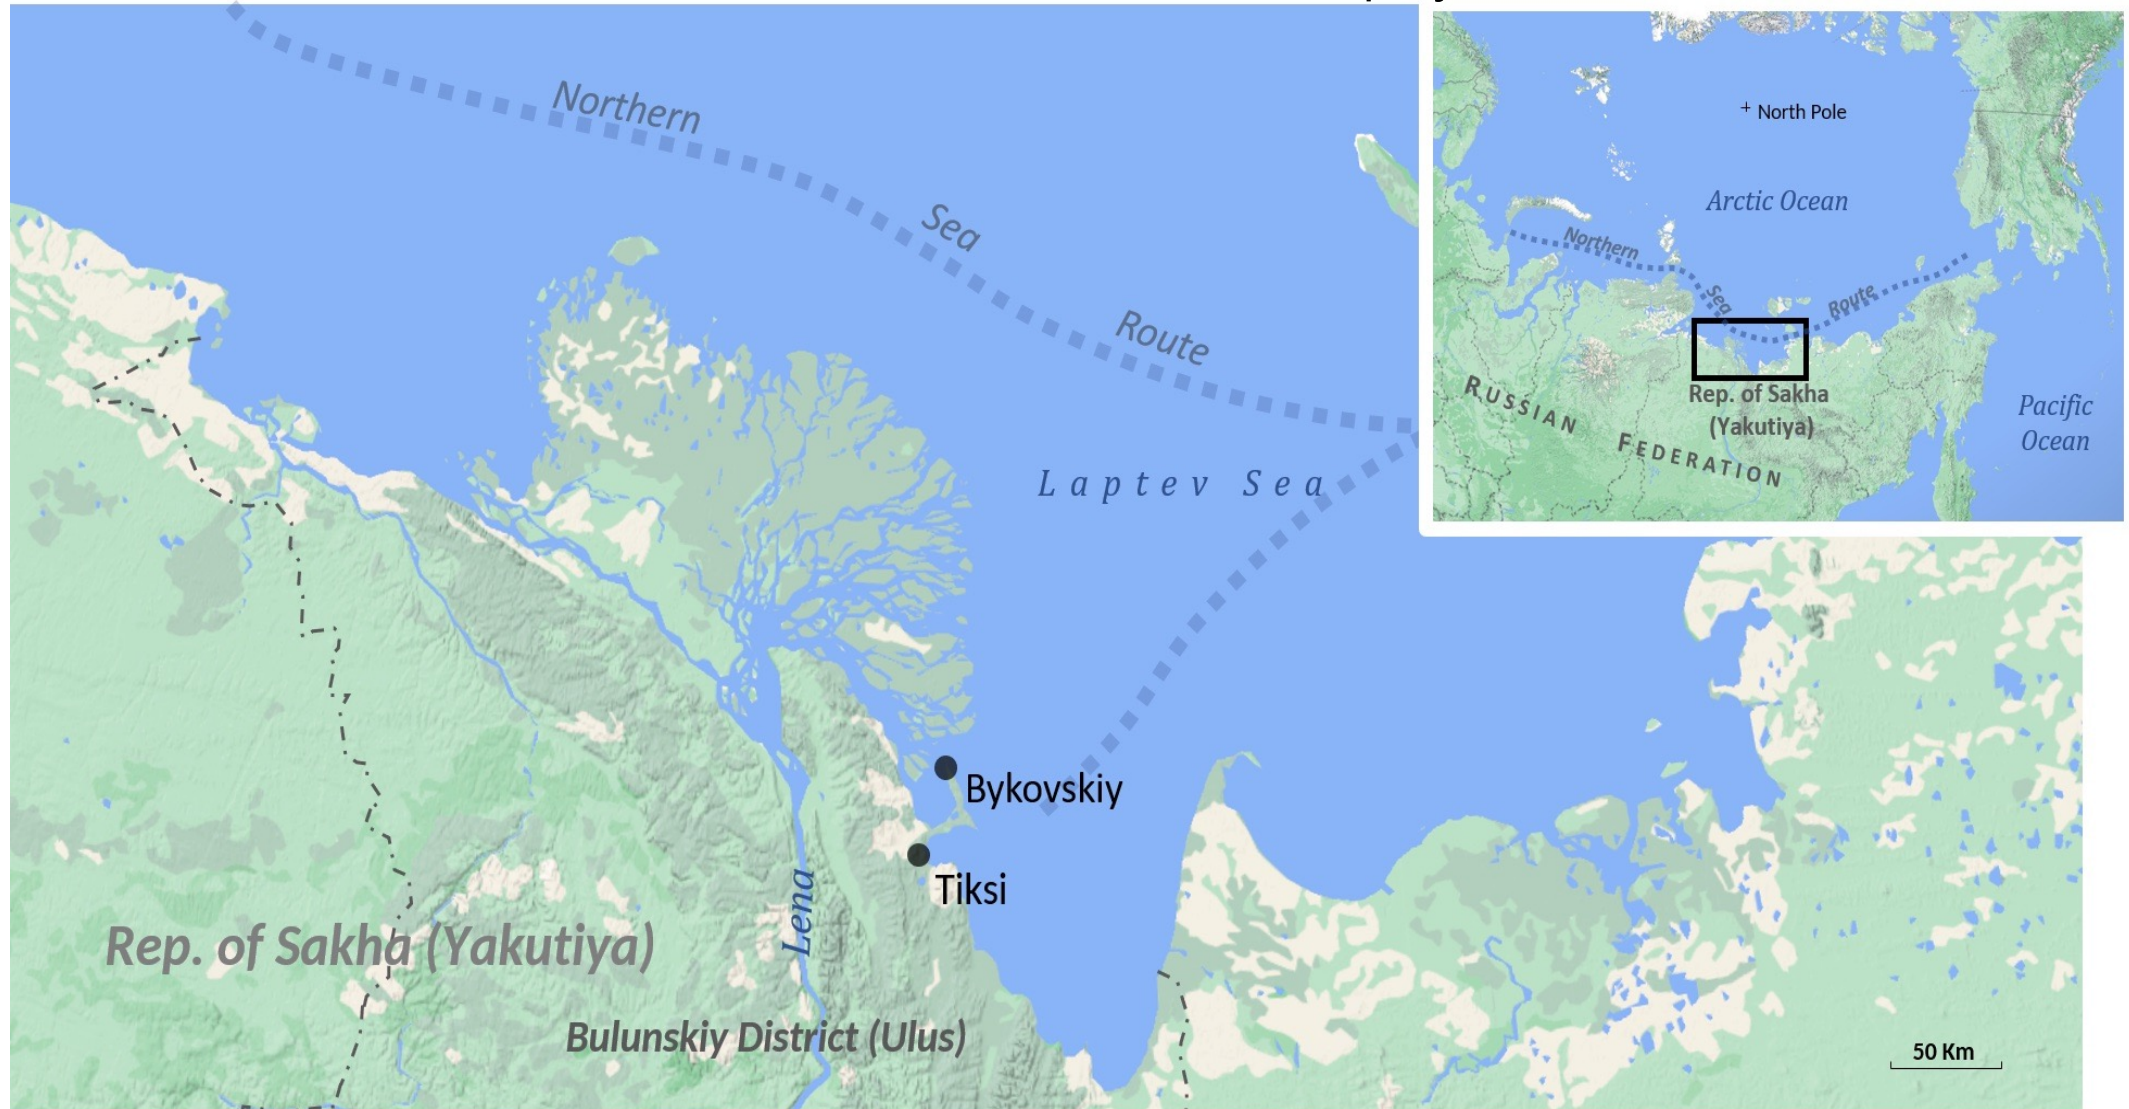 Northern
Sea
Route
Laptev Sea
Bykovskiy
Tiksi
Lena
Rep. of Sakha (Yakutiya)
Bulunskiy District (Ulus)
50 Km
+ North Pole
Arctic Ocean
Northern
Sea
Route
Rep. of Sakha
(Yakutiya)
RUSSIAN
FEDERATION
Pacific
Ocean